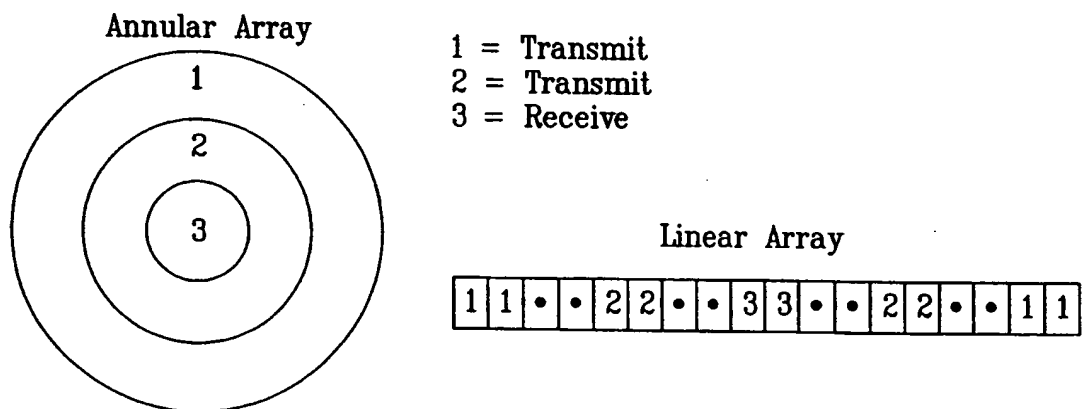 Annular Array
1
2
3
1 = Transmit
2 = Transmit
3 = Receive
Linear Array
1 1 • • 2 2 • • 3 3 • • 2 2 • • 1 1